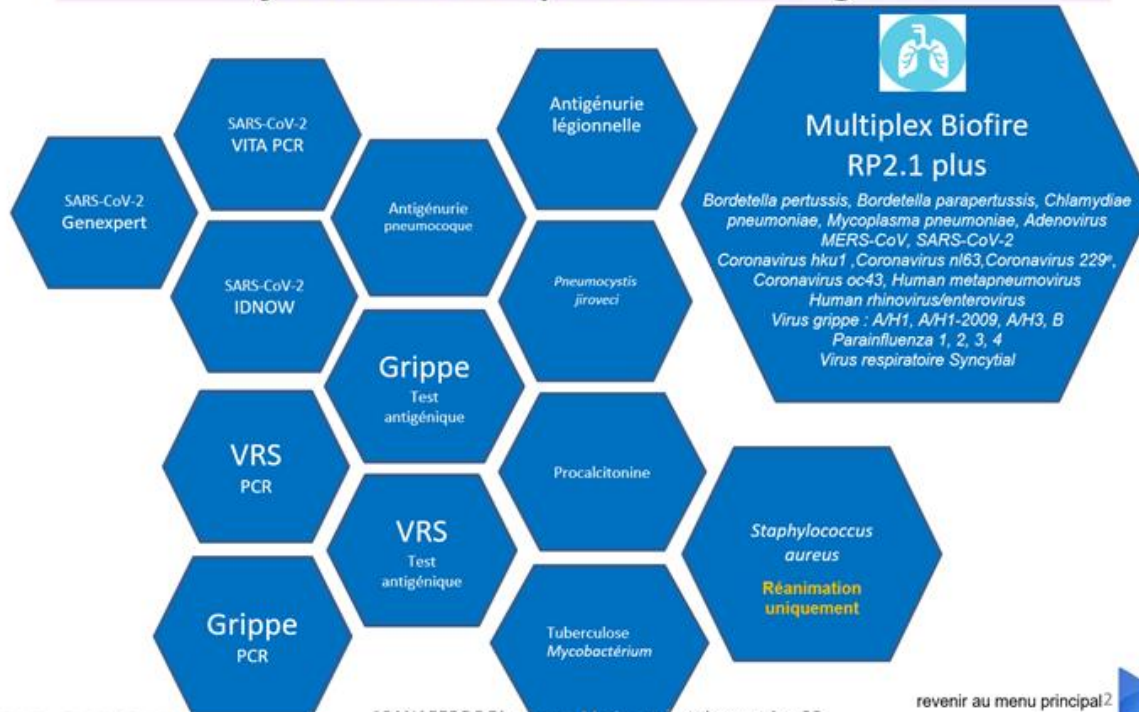 SARS-CoV-2
Genexpert
SARS-CoV-2
VITA PCR
SARS-CoV-2
IDNOW
VRS
PCR
Grippe
PCR
Antigénurie
pneumocoque
Grippe
Test
antigénique
VRS
Test
antigénique
Antigénurie
légionnelle
Pneumocystis
jiroveci
Procalcitonine
Tuberculose
Mycobactérium
Multiplex Biofire
RP2.1 plus
Bordetella pertussis, Bordetella parapertussis, Chlamydiae
pneumoniae, Mycoplasma pneumoniae, Adenovirus
MERS-CoV, SARS-CoV-2
Coronavirus hku1 ,Coronavirus nl63,Coronavirus 229e,
Coronavirus oc43, Human metapneumovirus
Human rhinovirus/enterovirus
Virus grippe : A/H1, A/H1-2009, A/H3, B
Parainfluenza 1, 2, 3, 4
Virus respiratoire Syncytial
Staphylococcus
aureus
Réanimation
uniquement
revenir au menu principal2